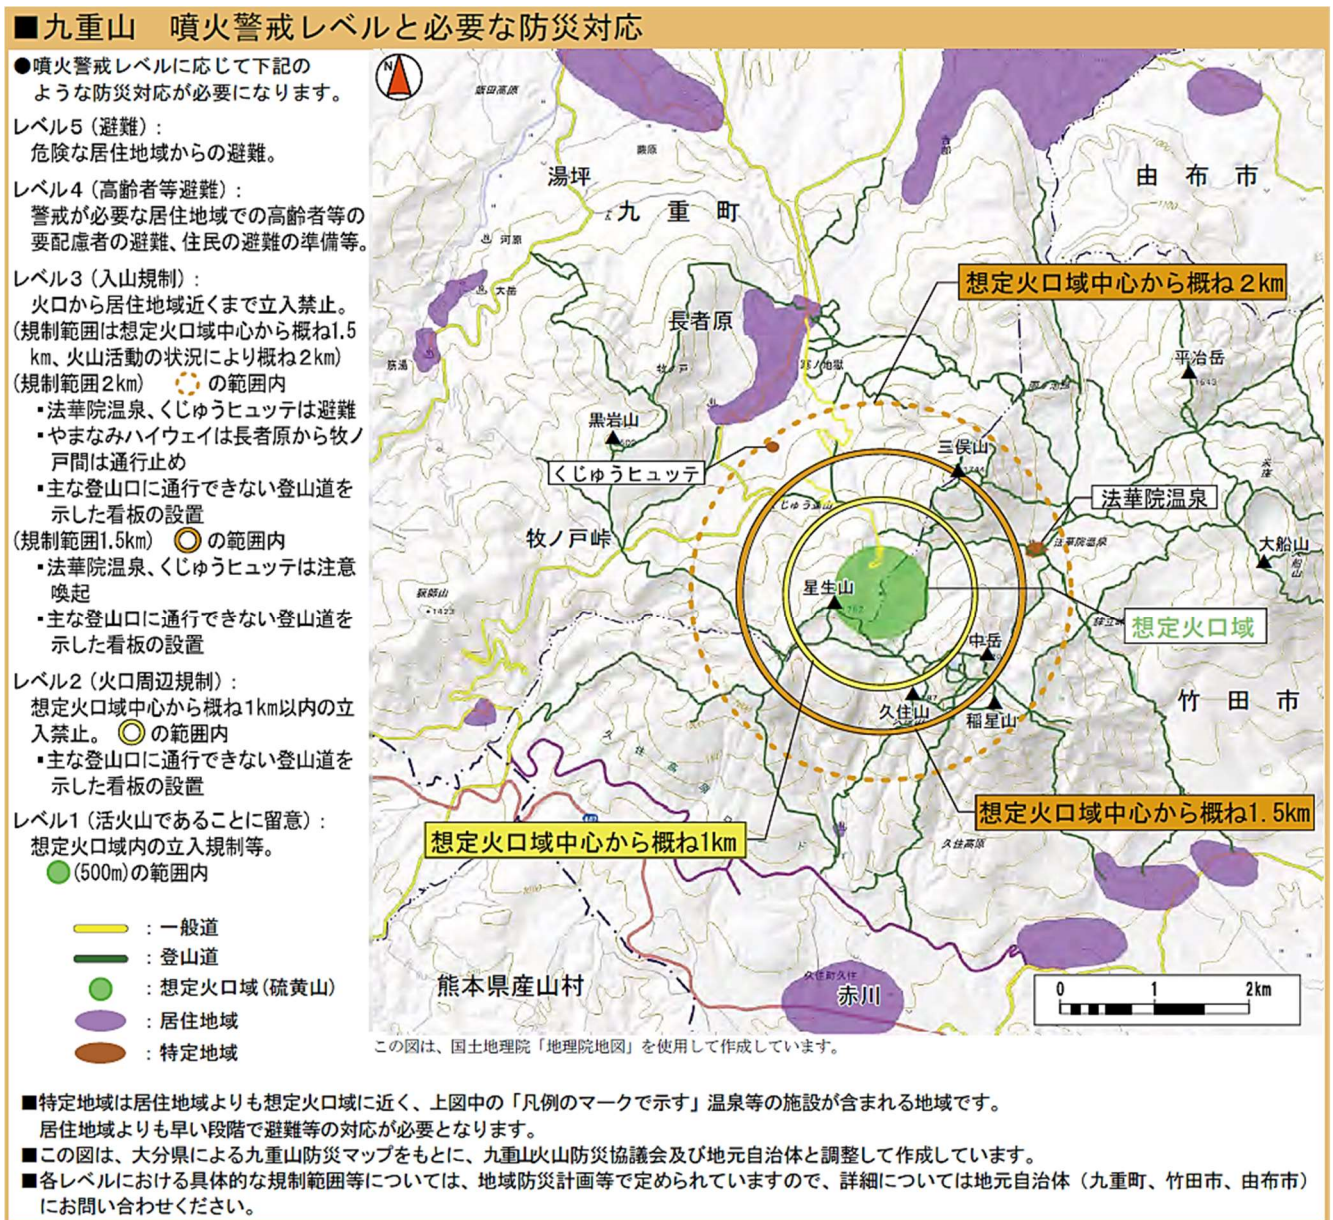 ■九重山　噴火警戒レベルと必要な防災対応
●噴火警戒レベルに応じて下記の
ような防災対応が必要になります。
レベル５（避難）：
危険な居住地域からの避難。
レベル４（高齢者等避難）：
警戒が必要な居住地域での高齢者等の
要配慮者の避難、住民の避難の準備等。
レベル３（入山規制）：
火口から居住地域近くまで立入禁止。
(規制範囲は想定火口域中心から概ね1.5
km、火山活動の状況により概ね２km)
(規制範囲2km)　の範囲内
▪法華院温泉、くじゅうヒュッテは避難
▪やまなみハイウェイは長者原から牧ノ
戸間は通行止め
▪主な登山口に通行できない登山道を
示した看板の設置
(規制範囲1.5km)　の範囲内
▪法華院温泉、くじゅうヒュッテは注意
喚起
▪主な登山口に通行できない登山道を
示した看板の設置
レベル２（火口周辺規制）：
想定火口域中心から概ね1km以内の立
入禁止。　の範囲内
▪主な登山口に通行できない登山道を
示した看板の設置
レベル１（活火山であることに留意）：
想定火口域内の立入規制等。
(500m)の範囲内
：一般道
：登山道
：想定火口域(硫黄山)
：居住地域
：特定地域
N
飯田高原
湯坪
九重町
由布市
河原
大岳
筋湯
想定火口域中心から概ね２km
長者原
牧ノ戸
平治岳
黒岩山
三俣山
くじゅうヒュッテ
法華院温泉
法華院温泉
牧ノ戸峠
大船山
大船山
星生山
1423
想定火口域
中岳
竹田市
久住山
稲星山
想定火口域中心から概ね1km
想定火口域中心から概ね1.5km
久住高原
442
熊本県産山村
久住町久住
赤川
0　1　2km
この図は、国土地理院「地理院地図」を使用して作成しています。
■特定地域は居住地域よりも想定火口域に近く、上図中の「凡例のマークで示す」温泉等の施設が含まれる地域です。
居住地域よりも早い段階で避難等の対応が必要となります。
■この図は、大分県による九重山防災マップをもとに、九重山火山防災協議会及び地元自治体と調整して作成しています。
■各レベルにおける具体的な規制範囲等については、地域防災計画等で定められていますので、詳細については地元自治体（九重町、竹田市、由布市）
にお問い合わせください。